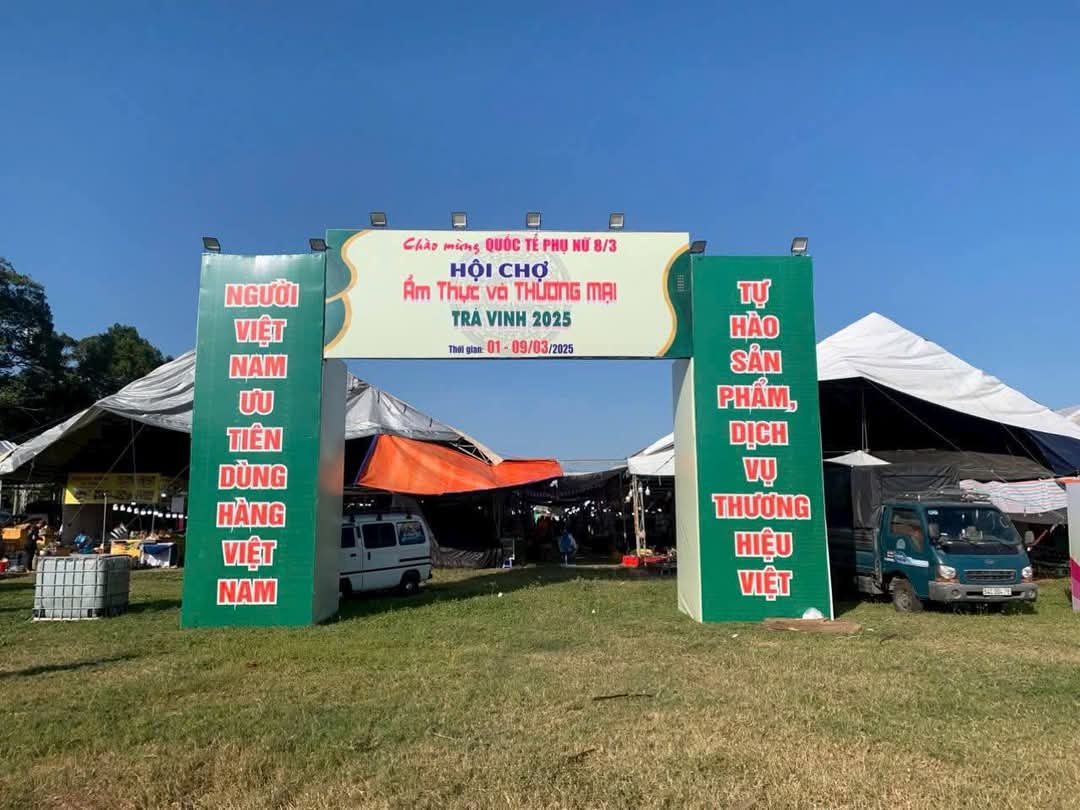 Chào mừng QUỐC TẾ PHỤ NỮ 8/3
HỘI CHỢ
Ẩm Thực và THƯƠNG MẠI
TRÀ VINH 2025
Thời gian: 01 - 09/03/2025
NGƯỜI
VIỆT
NAM
ƯU
TIÊN
DÙNG
HÀNG
VIỆT
NAM
TỰ
HÀO
SẢN
PHẨM,
DỊCH
VỤ
THƯƠNG
HIỆU
VIỆT